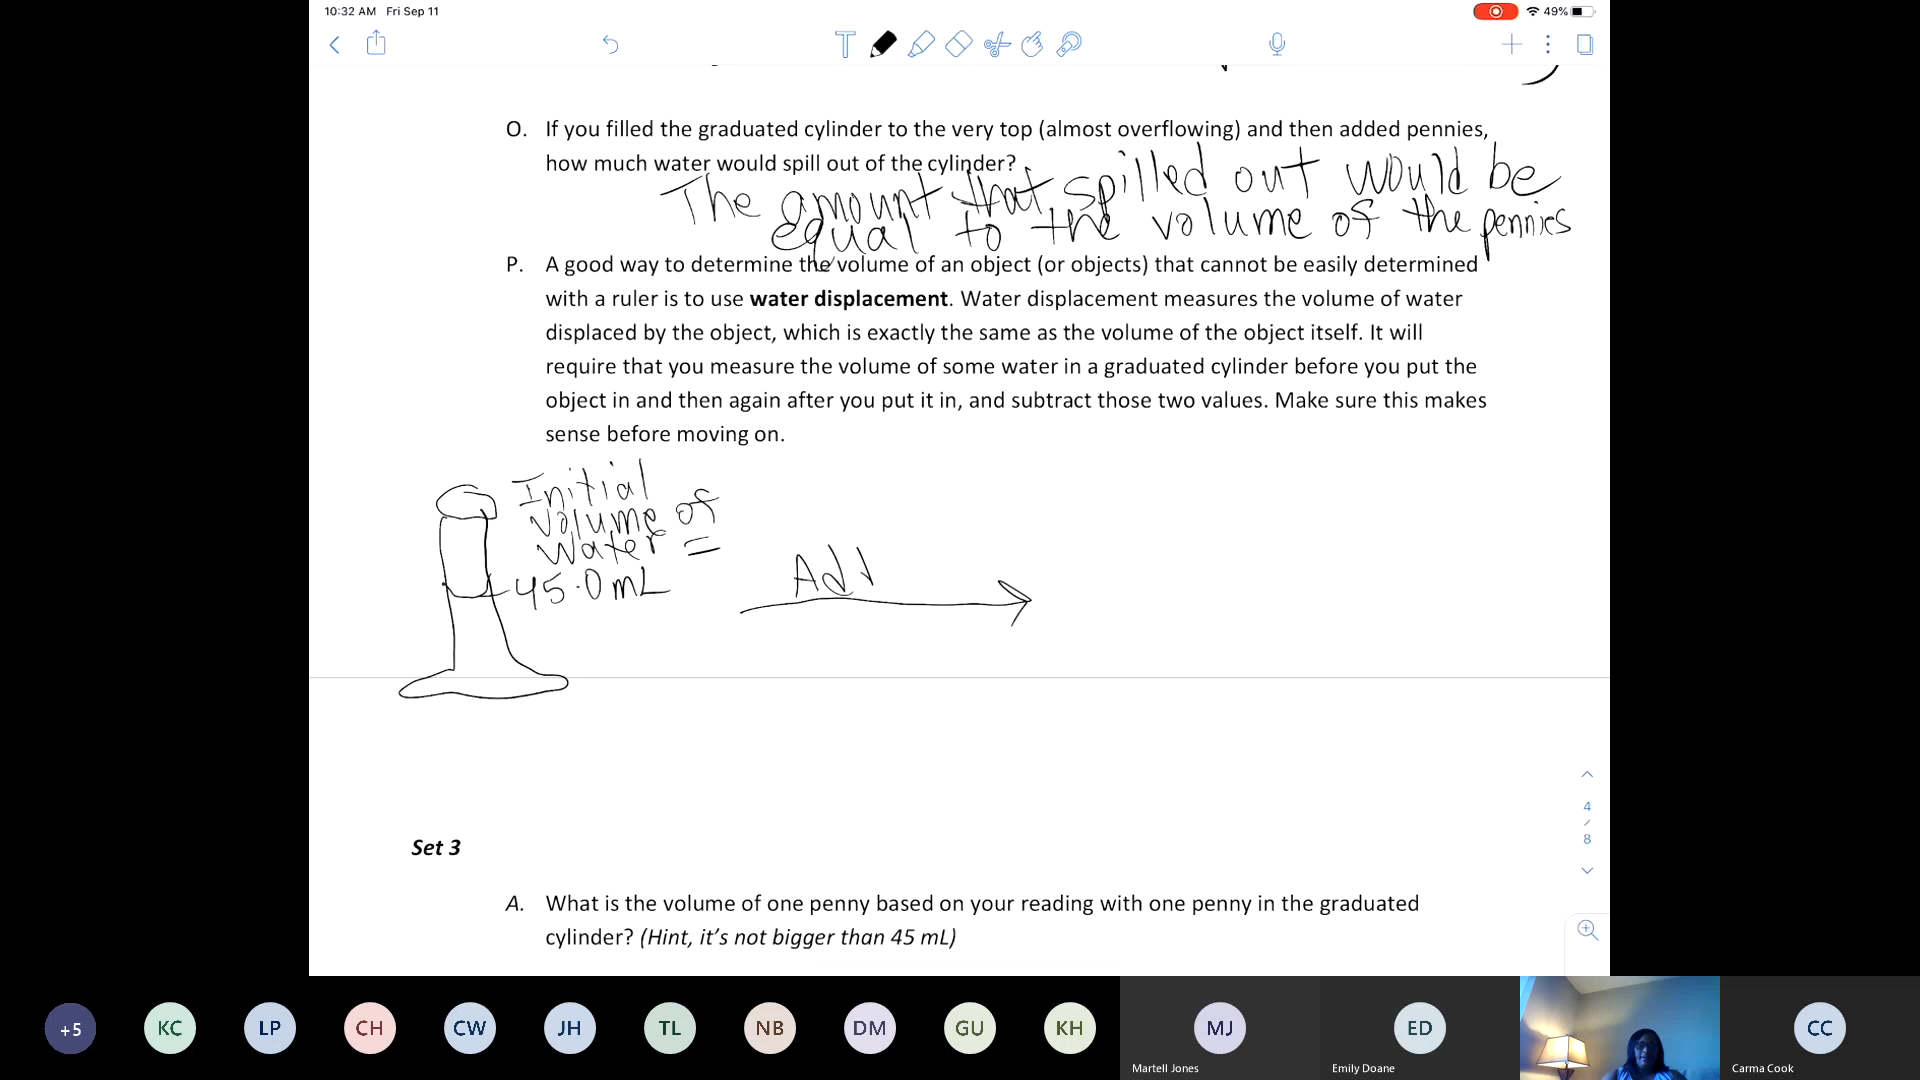 10:32 AM Fri Sep 11
49%
T
O. If you filled the graduated cylinder to the very top (almost overflowing) and then added pennies,
how much water would spill out of the cylinder?
The amount that spilled out would be
equal to the volume of the pennies
P. A good way to determine the volume of an object (or objects) that cannot be easily determined
with a ruler is to use water displacement. Water displacement measures the volume of water
displaced by the object, which is exactly the same as the volume of the object itself. It will
require that you measure the volume of some water in a graduated cylinder before you put the
object in and then again after you put it in, and subtract those two values. Make sure this makes
sense before moving on.
Initial
volume of
water =
45.0 mL
Add
4
/
8
Set 3
A. What is the volume of one penny based on your reading with one penny in the graduated
cylinder? (Hint, it's not bigger than 45 mL)
+5 KC LP CH CW JH TL NB DM GU KH MJ ED CC
Martell Jones Emily Doane Carma Cook